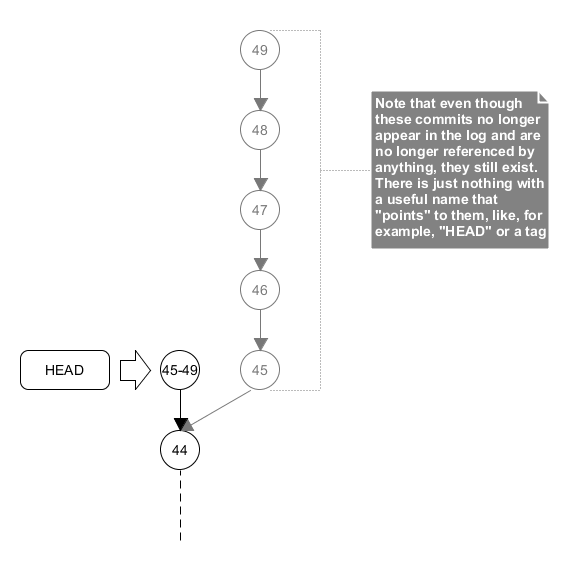 49
Note that even though
these commits no longer
appear in the log and are
no longer referenced by
anything, they still exist.
There is just nothing with
a useful name that
"points" to them, like, for
example, "HEAD" or a tag
48
47
46
HEAD
45-49
45
44